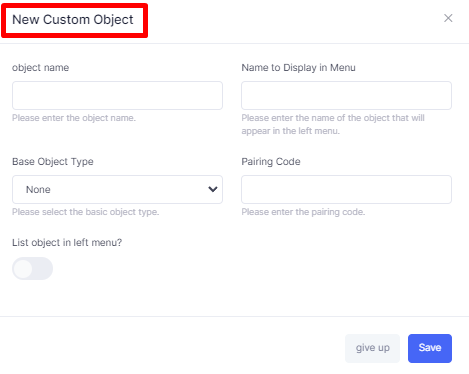 New Custom Object
object name
Name to Display in Menu
Please enter the object name.
Please enter the name of the object that will
appear in the left menu.
Base Object Type
Pairing Code
None
Please select the basic object type.
Please enter the pairing code.
List object in left menu?
give up
Save